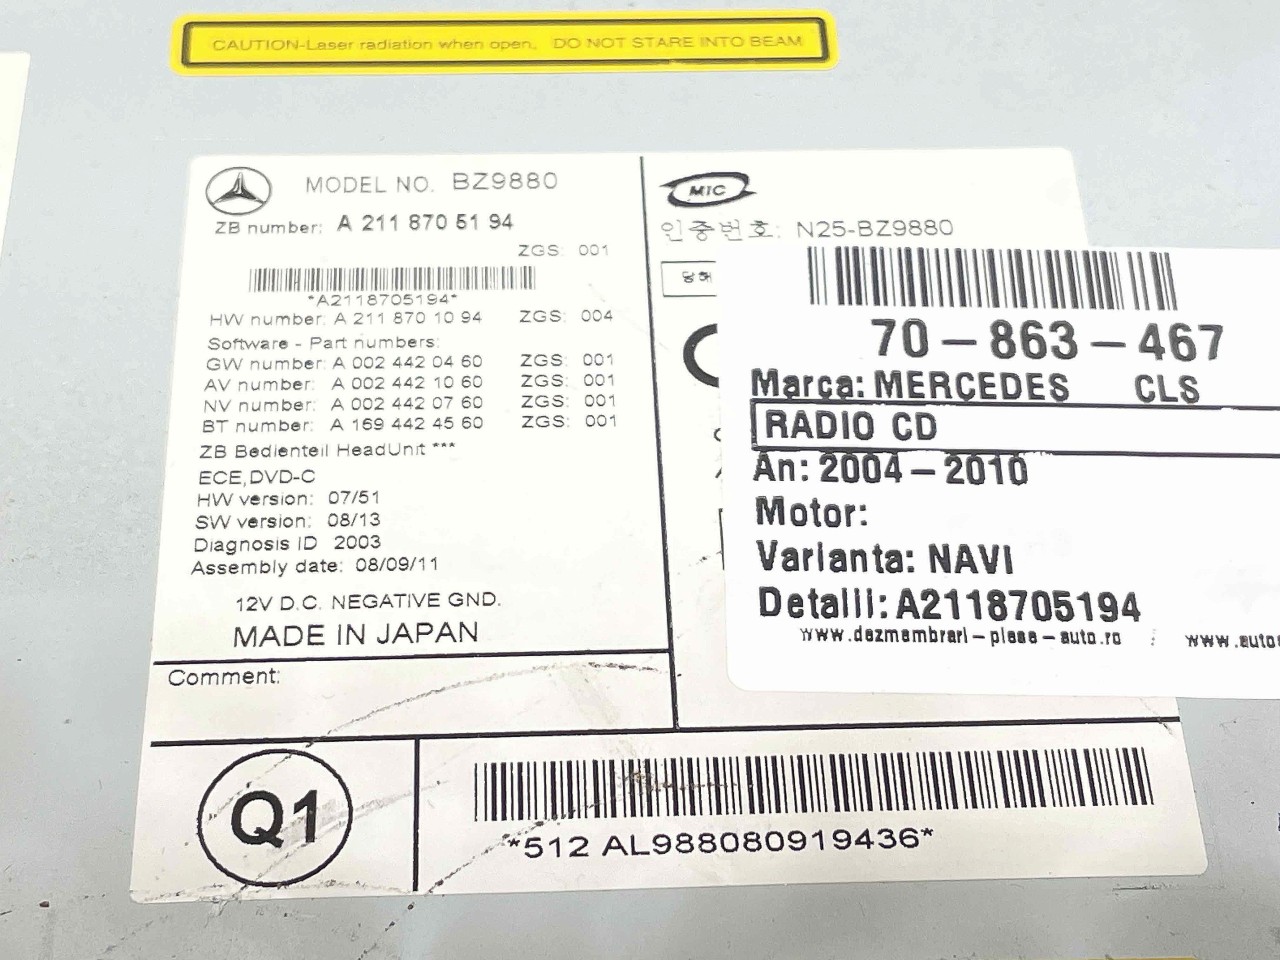 CAUTION-Laser radiation when open, DO NOT STARE INTO BEAM
MODEL NO. BZ9880
ZB number: A 211 870 51 94
ZGS: 001
*A2118705194*
HW number: A 211 870 10 94 ZGS: 004
Software - Part numbers:
GW number: A 002 442 04 60 ZGS: 001
AV number: A 002 442 10 60 ZGS: 001
NV number: A 002 442 07 60 ZGS: 001
BT number: A 169 442 45 60 ZGS: 001
ZB Bedienteil HeadUnit ***
ECE,DVD-C
HW version: 07/51
SW version: 08/13
Diagnosis ID 2003
Assembly date: 08/09/11
12V D.C. NEGATIVE GND.
MADE IN JAPAN
Comment:
MIC
인증번호: N25-BZ9880
당해
70-863-467
Marca: MERCEDES CLS
RADIO CD
An: 2004-2010
Motor:
Varianta: NAVI
Detalii: A2118705194
www.dezmembrari-piese-auto.ro
Q1
*512 AL988080919436*